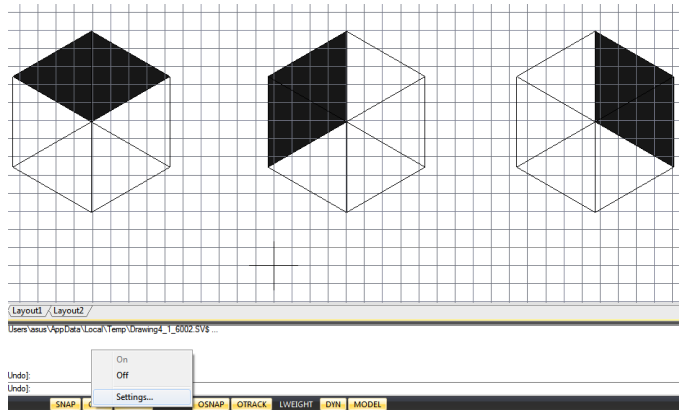 Layout1 / Layout2
Users\asus\AppData\Local\Temp\Drawing4_1_6002.SV$ ...
On
Off
Undo]:
Undo]:
Settings...
SNAP OSNAP OTRACK LWEIGHT DYN MODEL